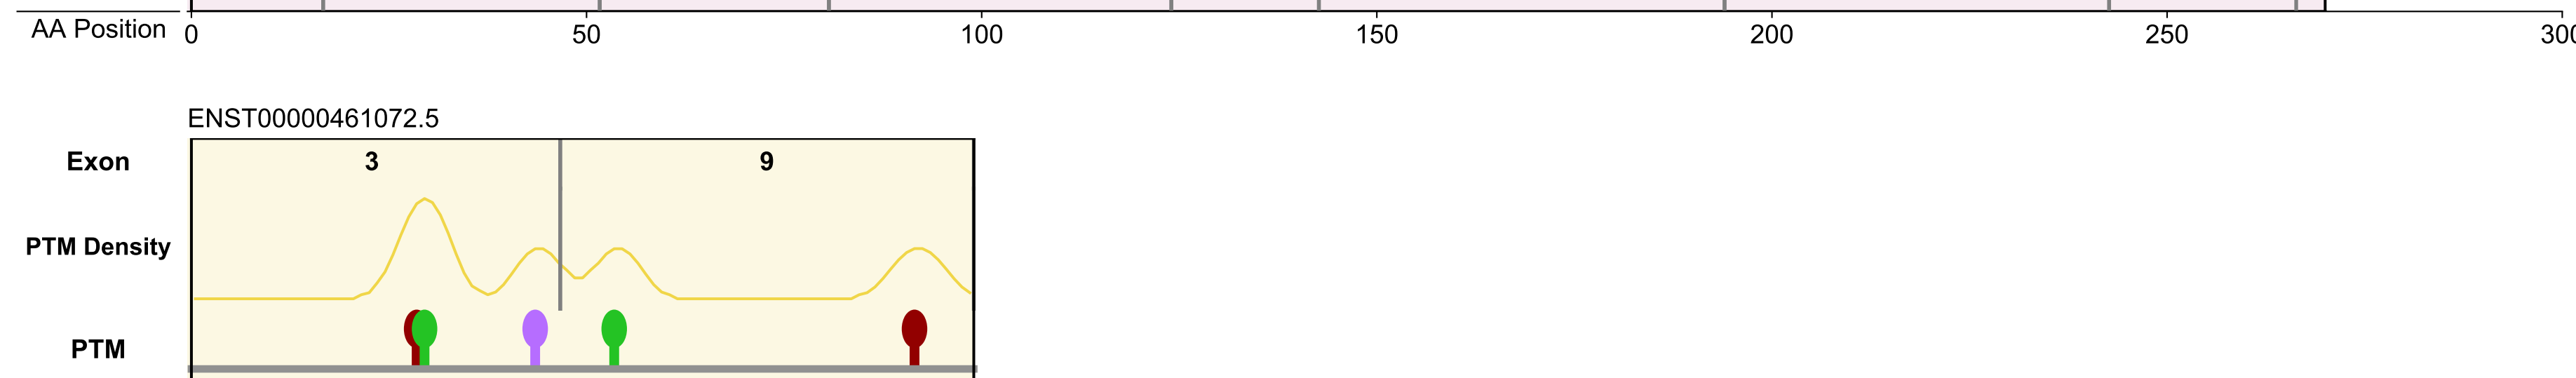 AA Position 0 50 100 150 200 250 300
ENST00000461072.5
Exon 3 9
PTM Density
PTM